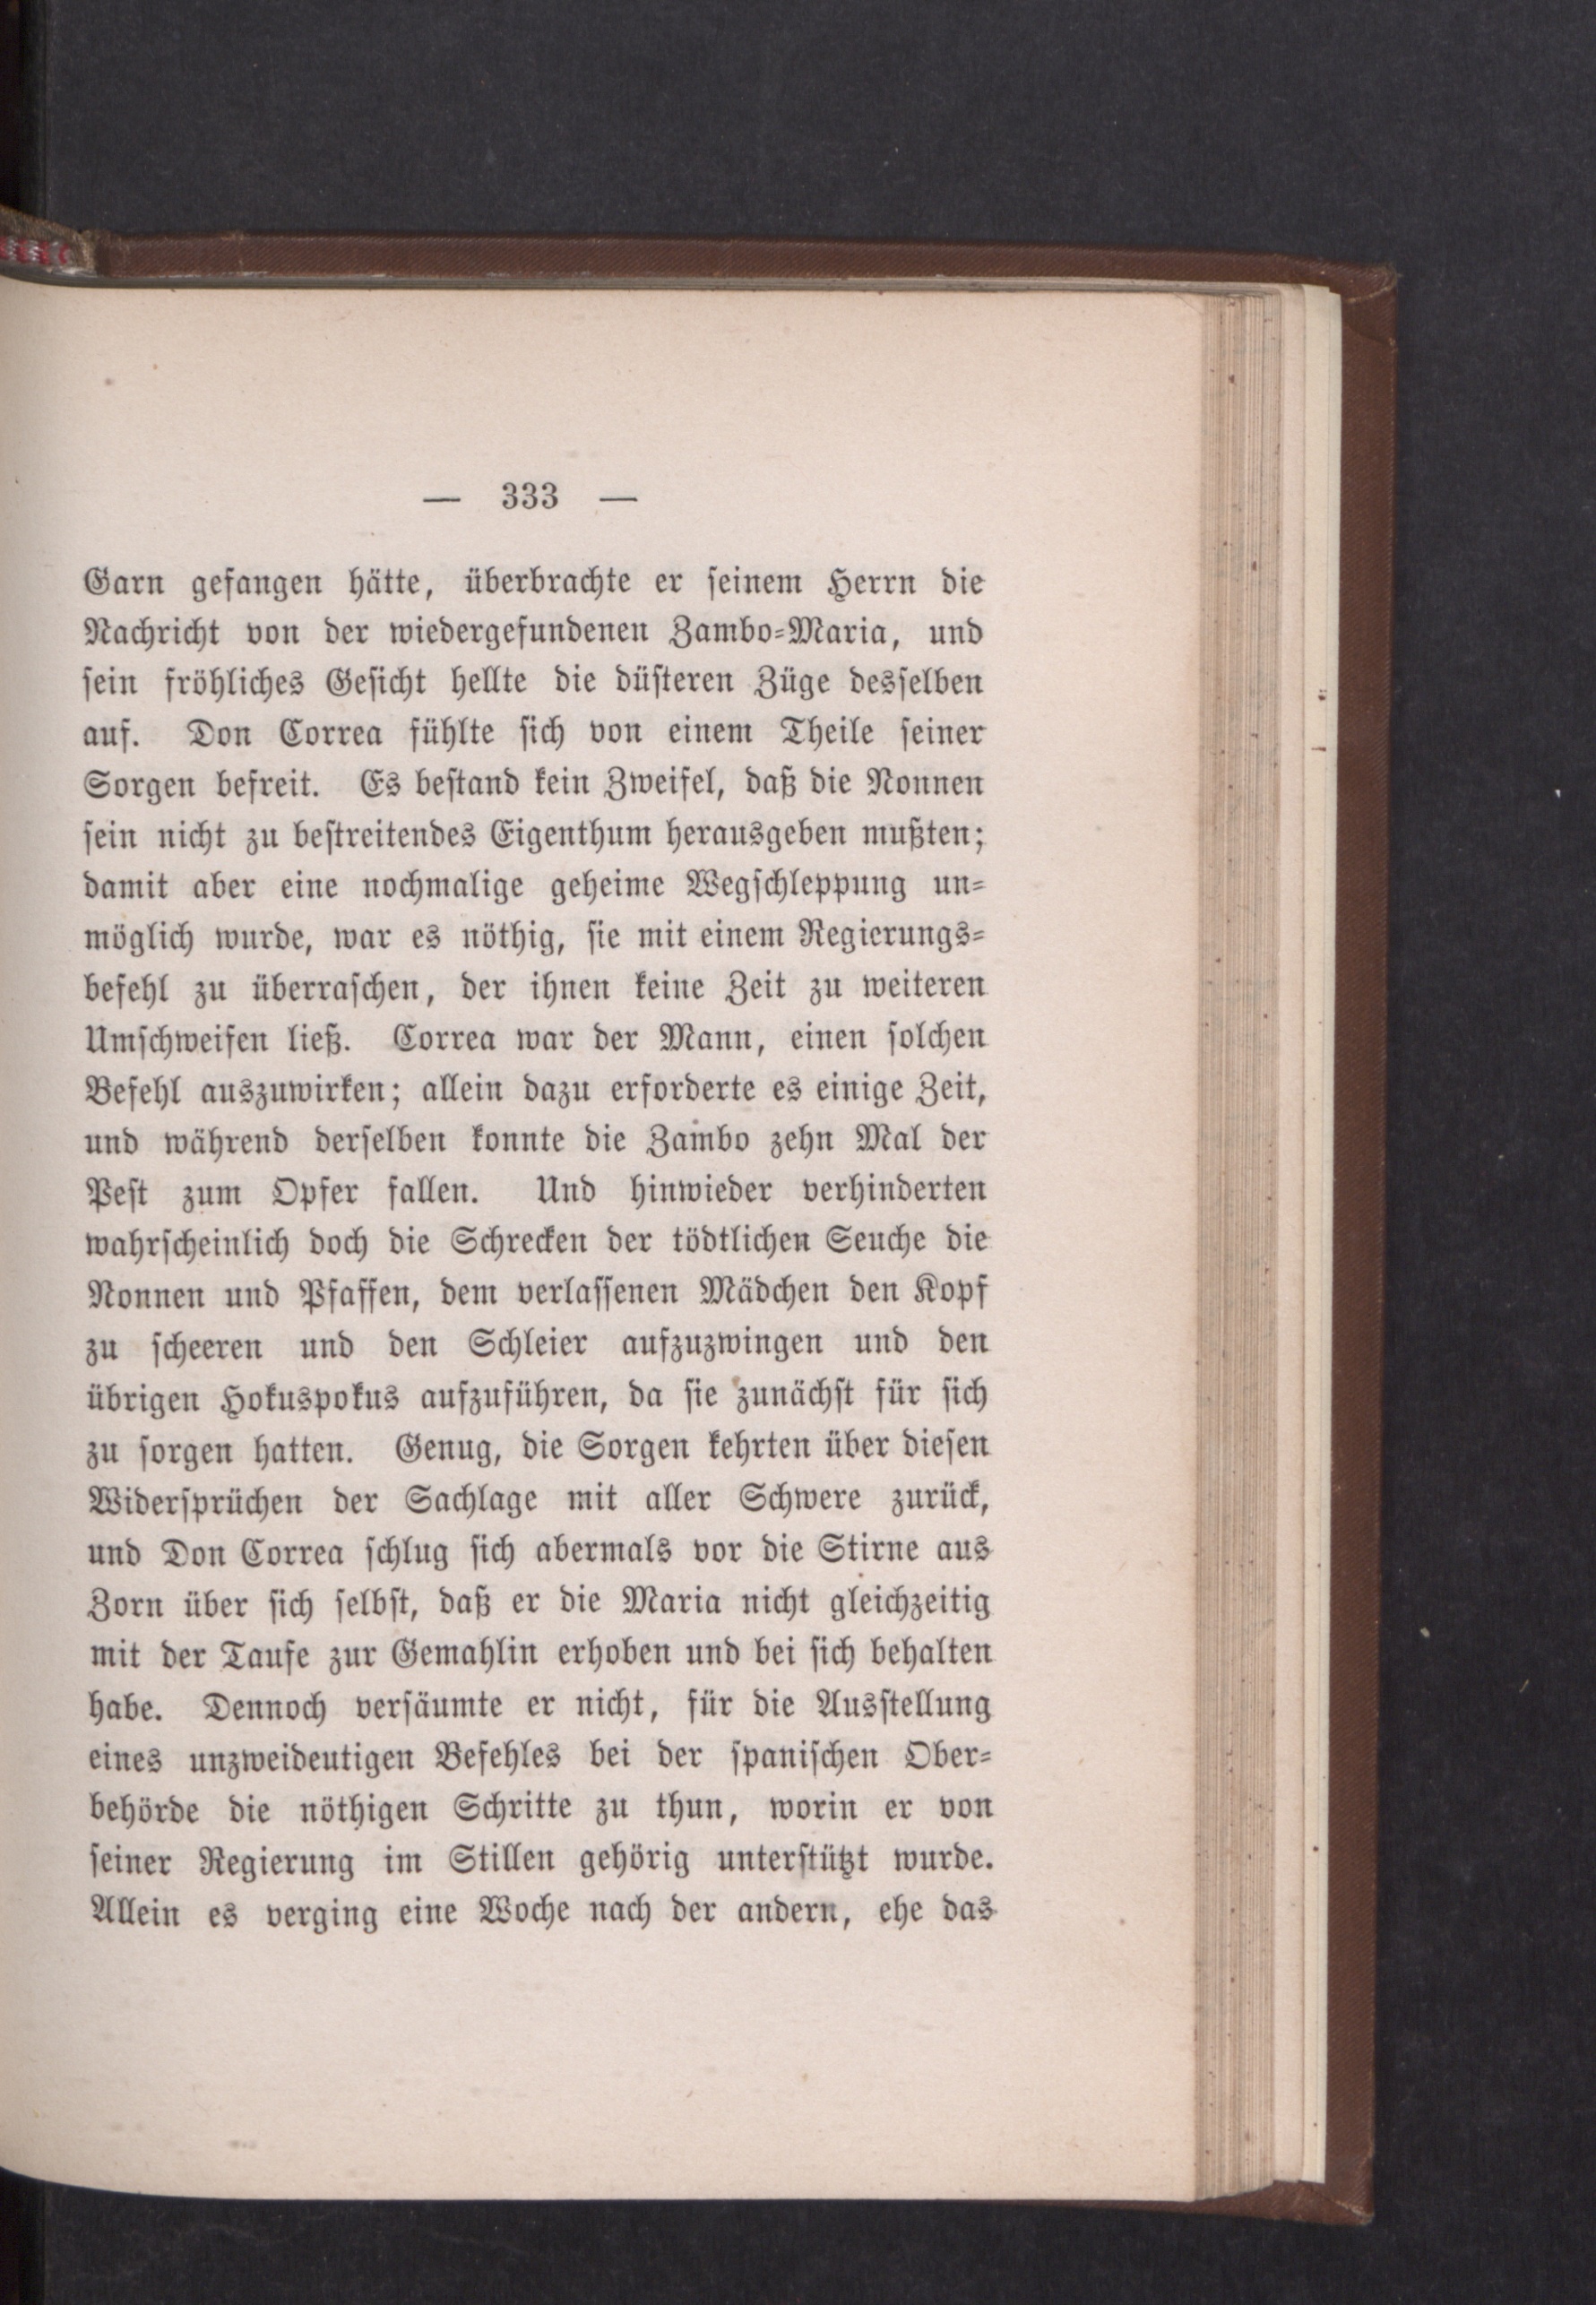 — 333 —
Garn gefangen hätte, überbrachte er seinem Herrn die
Nachricht von der wiedergefundenen Zambo-Maria, und
sein fröhliches Gesicht hellte die düsteren Züge desselben
auf. Don Correa fühlte sich von einem Theile seiner
Sorgen befreit. Es bestand kein Zweifel, daß die Nonnen
sein nicht zu bestreitendes Eigenthum herausgeben mußten;
damit aber eine nochmalige geheime Wegschleppung un-
möglich wurde, war es nöthig, sie mit einem Regierungs-
befehl zu überraschen, der ihnen keine Zeit zu weiteren
Umschweifen ließ. Correa war der Mann, einen solchen
Befehl auszuwirken; allein dazu erforderte es einige Zeit,
und während derselben konnte die Zambo zehn Mal der
Pest zum Opfer fallen. Und hinwieder verhinderten
wahrscheinlich doch die Schrecken der tödtlichen Seuche die
Nonnen und Pfaffen, dem verlassenen Mädchen den Kopf
zu scheeren und den Schleier aufzuzwingen und den
übrigen Hokuspokus aufzuführen, da sie zunächst für sich
zu sorgen hatten. Genug, die Sorgen kehrten über diesen
Widersprüchen der Sachlage mit aller Schwere zurück,
und Don Correa schlug sich abermals vor die Stirne aus
Zorn über sich selbst, daß er die Maria nicht gleichzeitig
mit der Taufe zur Gemahlin erhoben und bei sich behalten
habe. Dennoch versäumte er nicht, für die Ausstellung
eines unzweideutigen Befehles bei der spanischen Ober-
behörde die nöthigen Schritte zu thun, worin er von
seiner Regierung im Stillen gehörig unterstützt wurde.
Allein es verging eine Woche nach der andern, ehe das